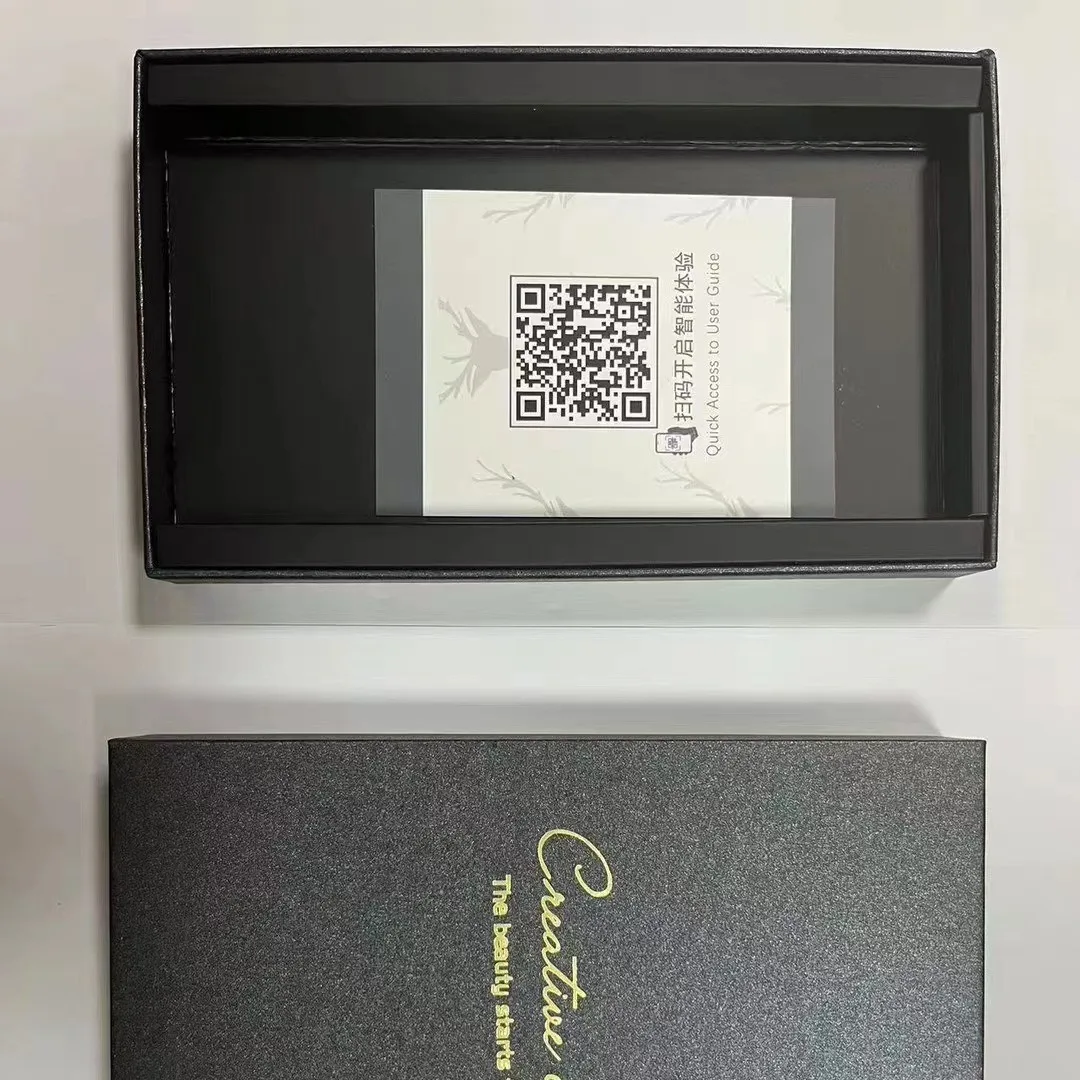 扫码开启智能体验
Quick Access to User Guide
Creative
The beauty starts